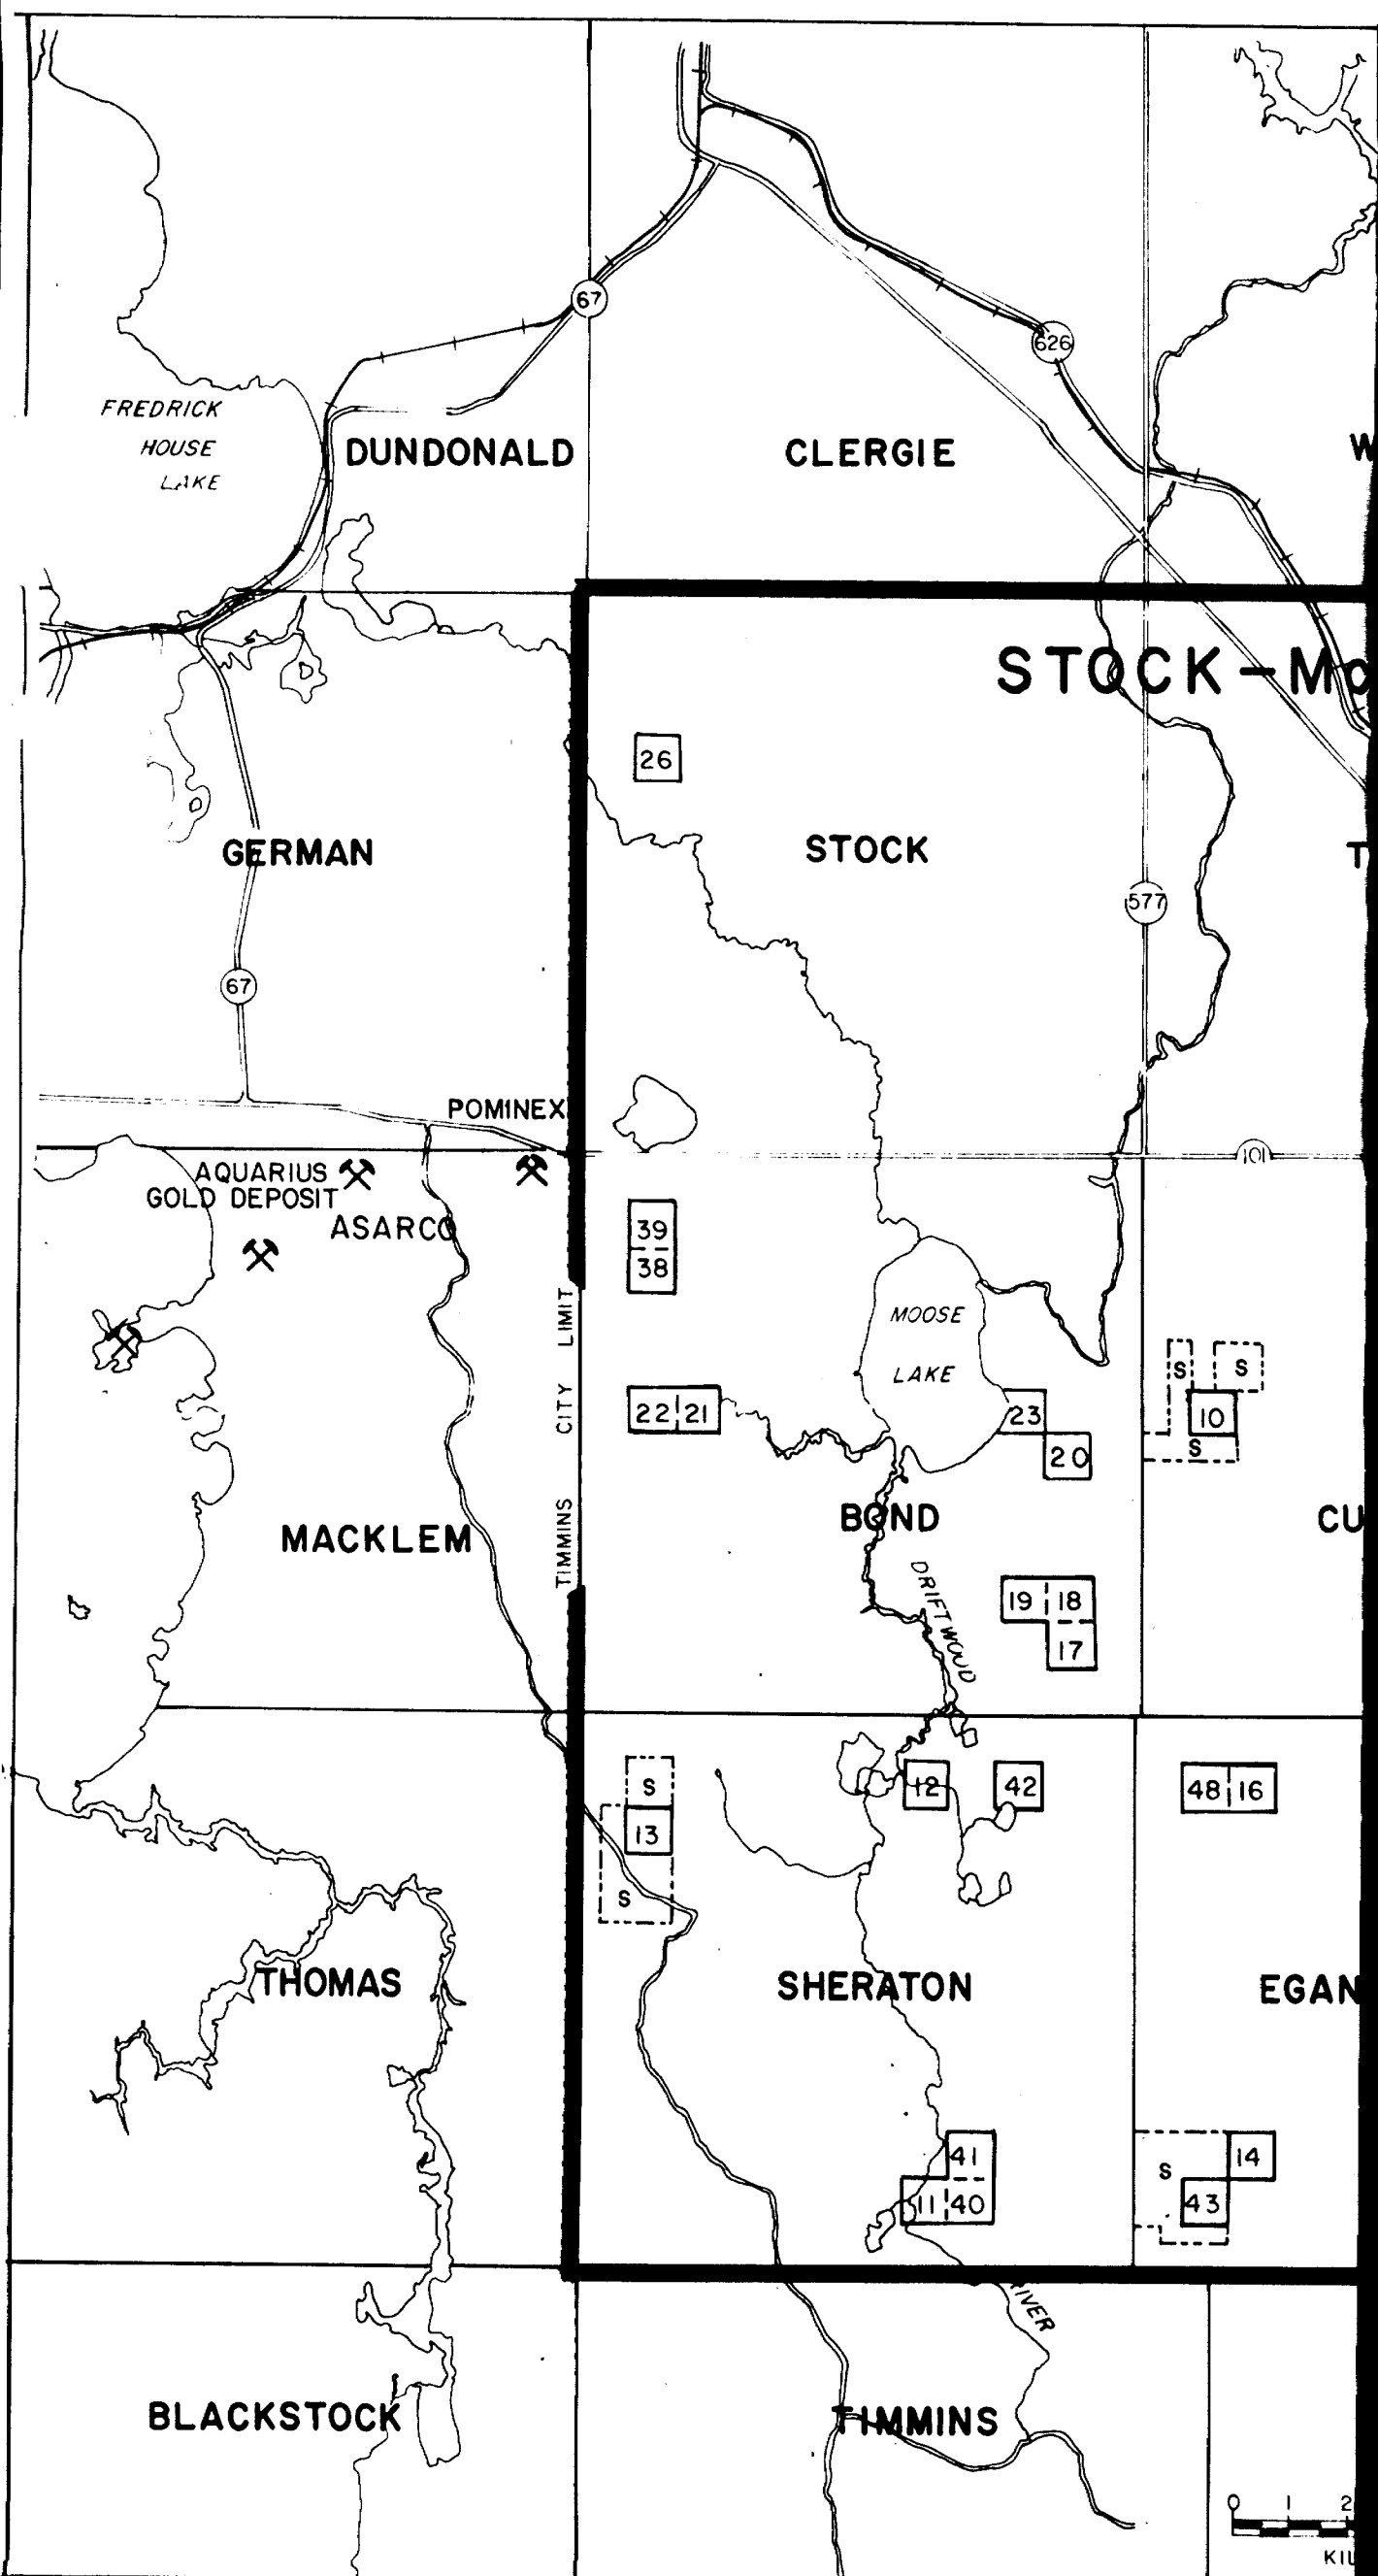 67
626
FREDRICK
HOUSE
LAKE
DUNDONALD
CLERGIE
W
STOCK-Mc
26
GERMAN
STOCK
T
577
67
POMINEX
101
AQUARIUS
GOLD DEPOSIT
ASARCO
39
38
TIMMINS CITY LIMIT
MOOSE
LAKE
S
S
22 21
23
10
20
S
BOND
CU
MACKLEM
DRIFTWOOD
19 18
17
S
12
42
48 16
13
S
THOMAS
SHERATON
EGAN
41
14
S
11 40
43
RIVER
BLACKSTOCK
TIMMINS
0 1 2
KIL